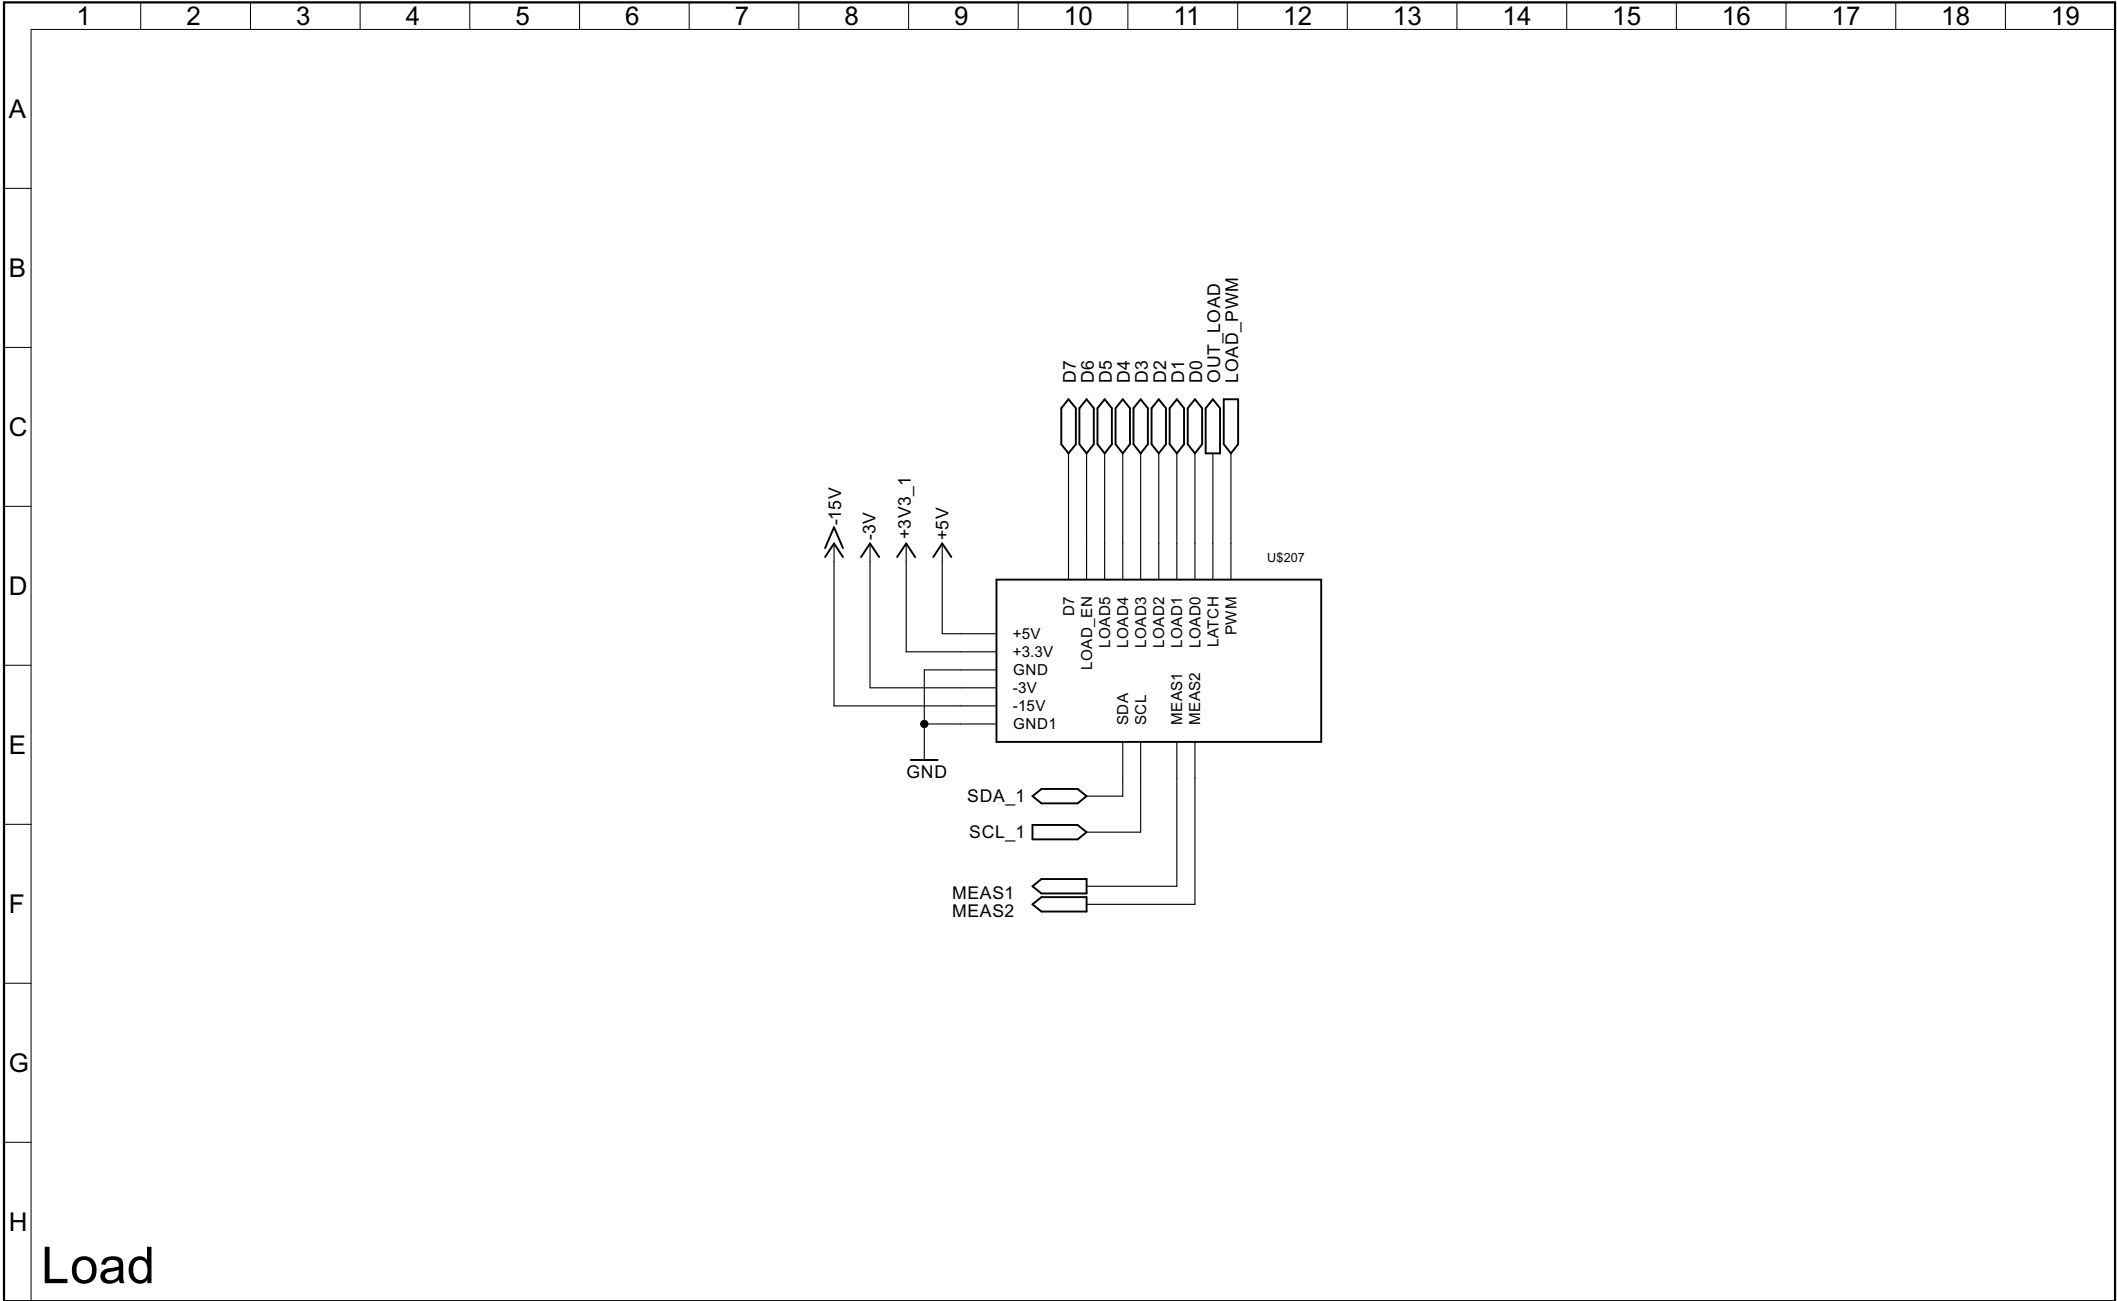 1 2 3 4 5 6 7 8 9 10 11 12 13 14 15 16 17 18 19
A
B
C
D
E
F
G
H
D7
D6
D5
D4
D3
D2
D1
D0
OUT_LOAD
LOAD_PWM
-15V
-3V
+3V3_1
+5V
U$207
D7
LOAD_EN
LOAD5
LOAD4
LOAD3
LOAD2
LOAD1
LOAD0
LATCH
PWM
+5V
+3.3V
GND
-3V
-15V
GND1
SDA
SCL
MEAS1
MEAS2
GND
SDA_1
SCL_1
MEAS1
MEAS2
Load